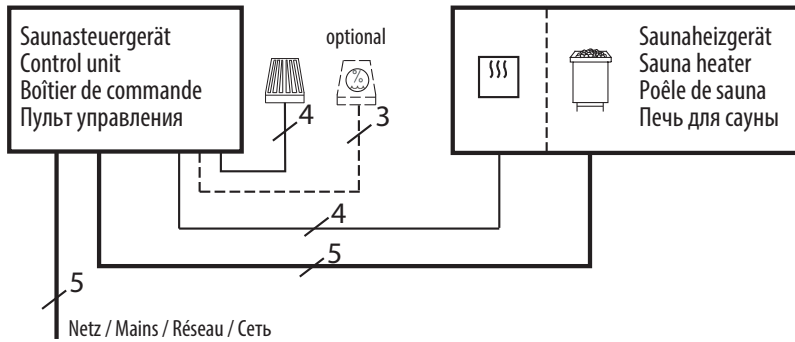 Saunasteuergerät
Control unit
Boîtier de commande
Пульт управления
optional
%
4
3
Saunaheizgerät
Sauna heater
Poêle de sauna
Печь для сауны
4
5
5
Netz / Mains / Réseau / Сеть